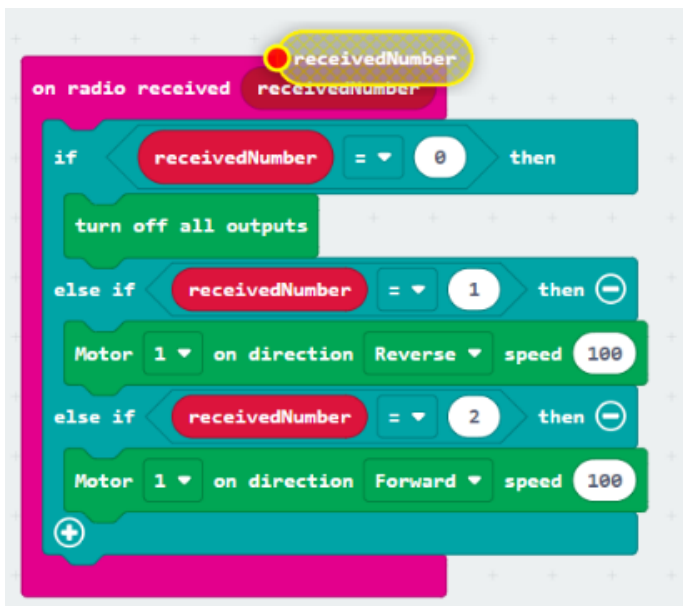 receivedNumber
on radio received receivedNumber
if receivedNumber = 0 then
turn off all outputs
else if receivedNumber = 1 then
Motor 1 on direction Reverse speed 100
else if receivedNumber = 2 then
Motor 1 on direction Forward speed 100